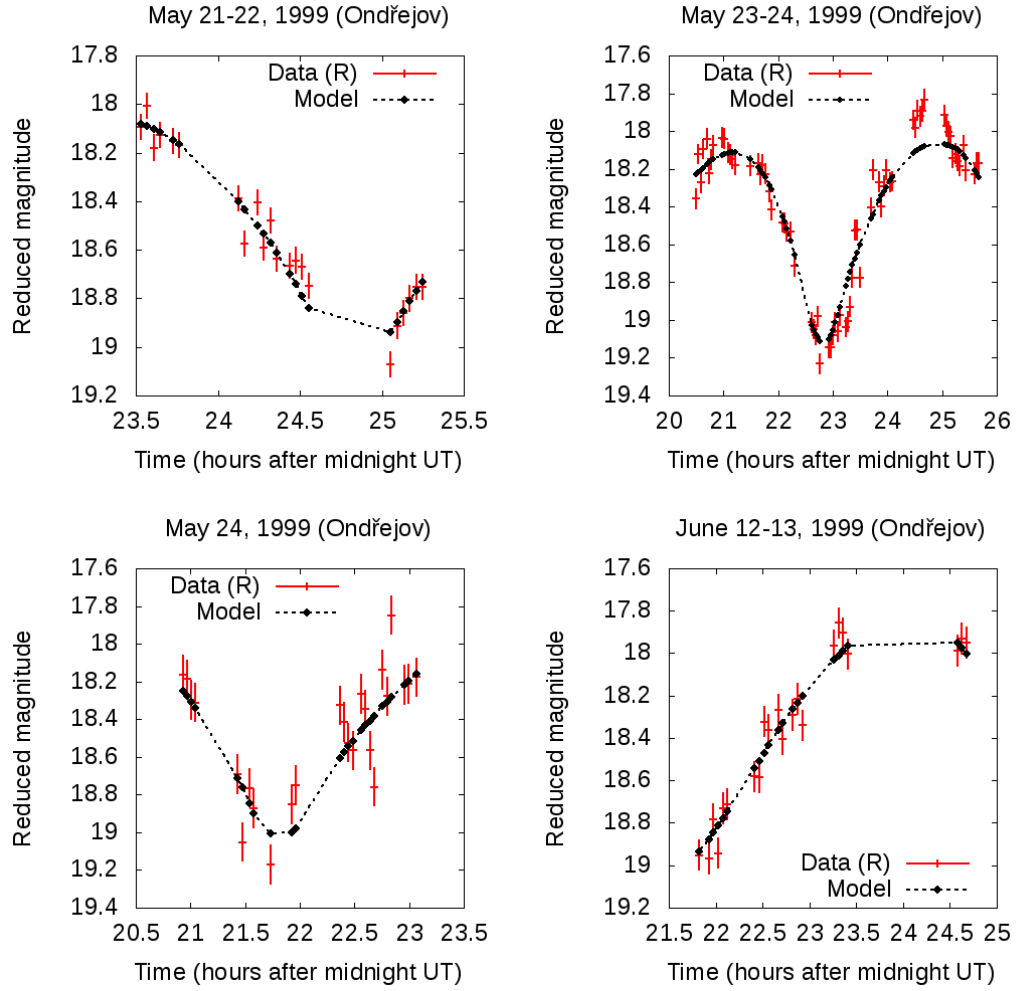 May 21-22, 1999 (Ondřejov)
17.8
18
18.2
18.4
18.6
18.8
19
19.2
23.5 24 24.5 25 25.5
Reduced magnitude
Time (hours after midnight UT)
Data (R)
Model
May 23-24, 1999 (Ondřejov)
17.6
17.8
18
18.2
18.4
18.6
18.8
19
19.2
19.4
20 21 22 23 24 25 26
Reduced magnitude
Time (hours after midnight UT)
Data (R)
Model
May 24, 1999 (Ondřejov)
17.6
17.8
18
18.2
18.4
18.6
18.8
19
19.2
19.4
20.5 21 21.5 22 22.5 23 23.5
Reduced magnitude
Time (hours after midnight UT)
Data (R)
Model
June 12-13, 1999 (Ondřejov)
17.6
17.8
18
18.2
18.4
18.6
18.8
19
19.2
21.5 22 22.5 23 23.5 24 24.5 25
Reduced magnitude
Time (hours after midnight UT)
Data (R)
Model